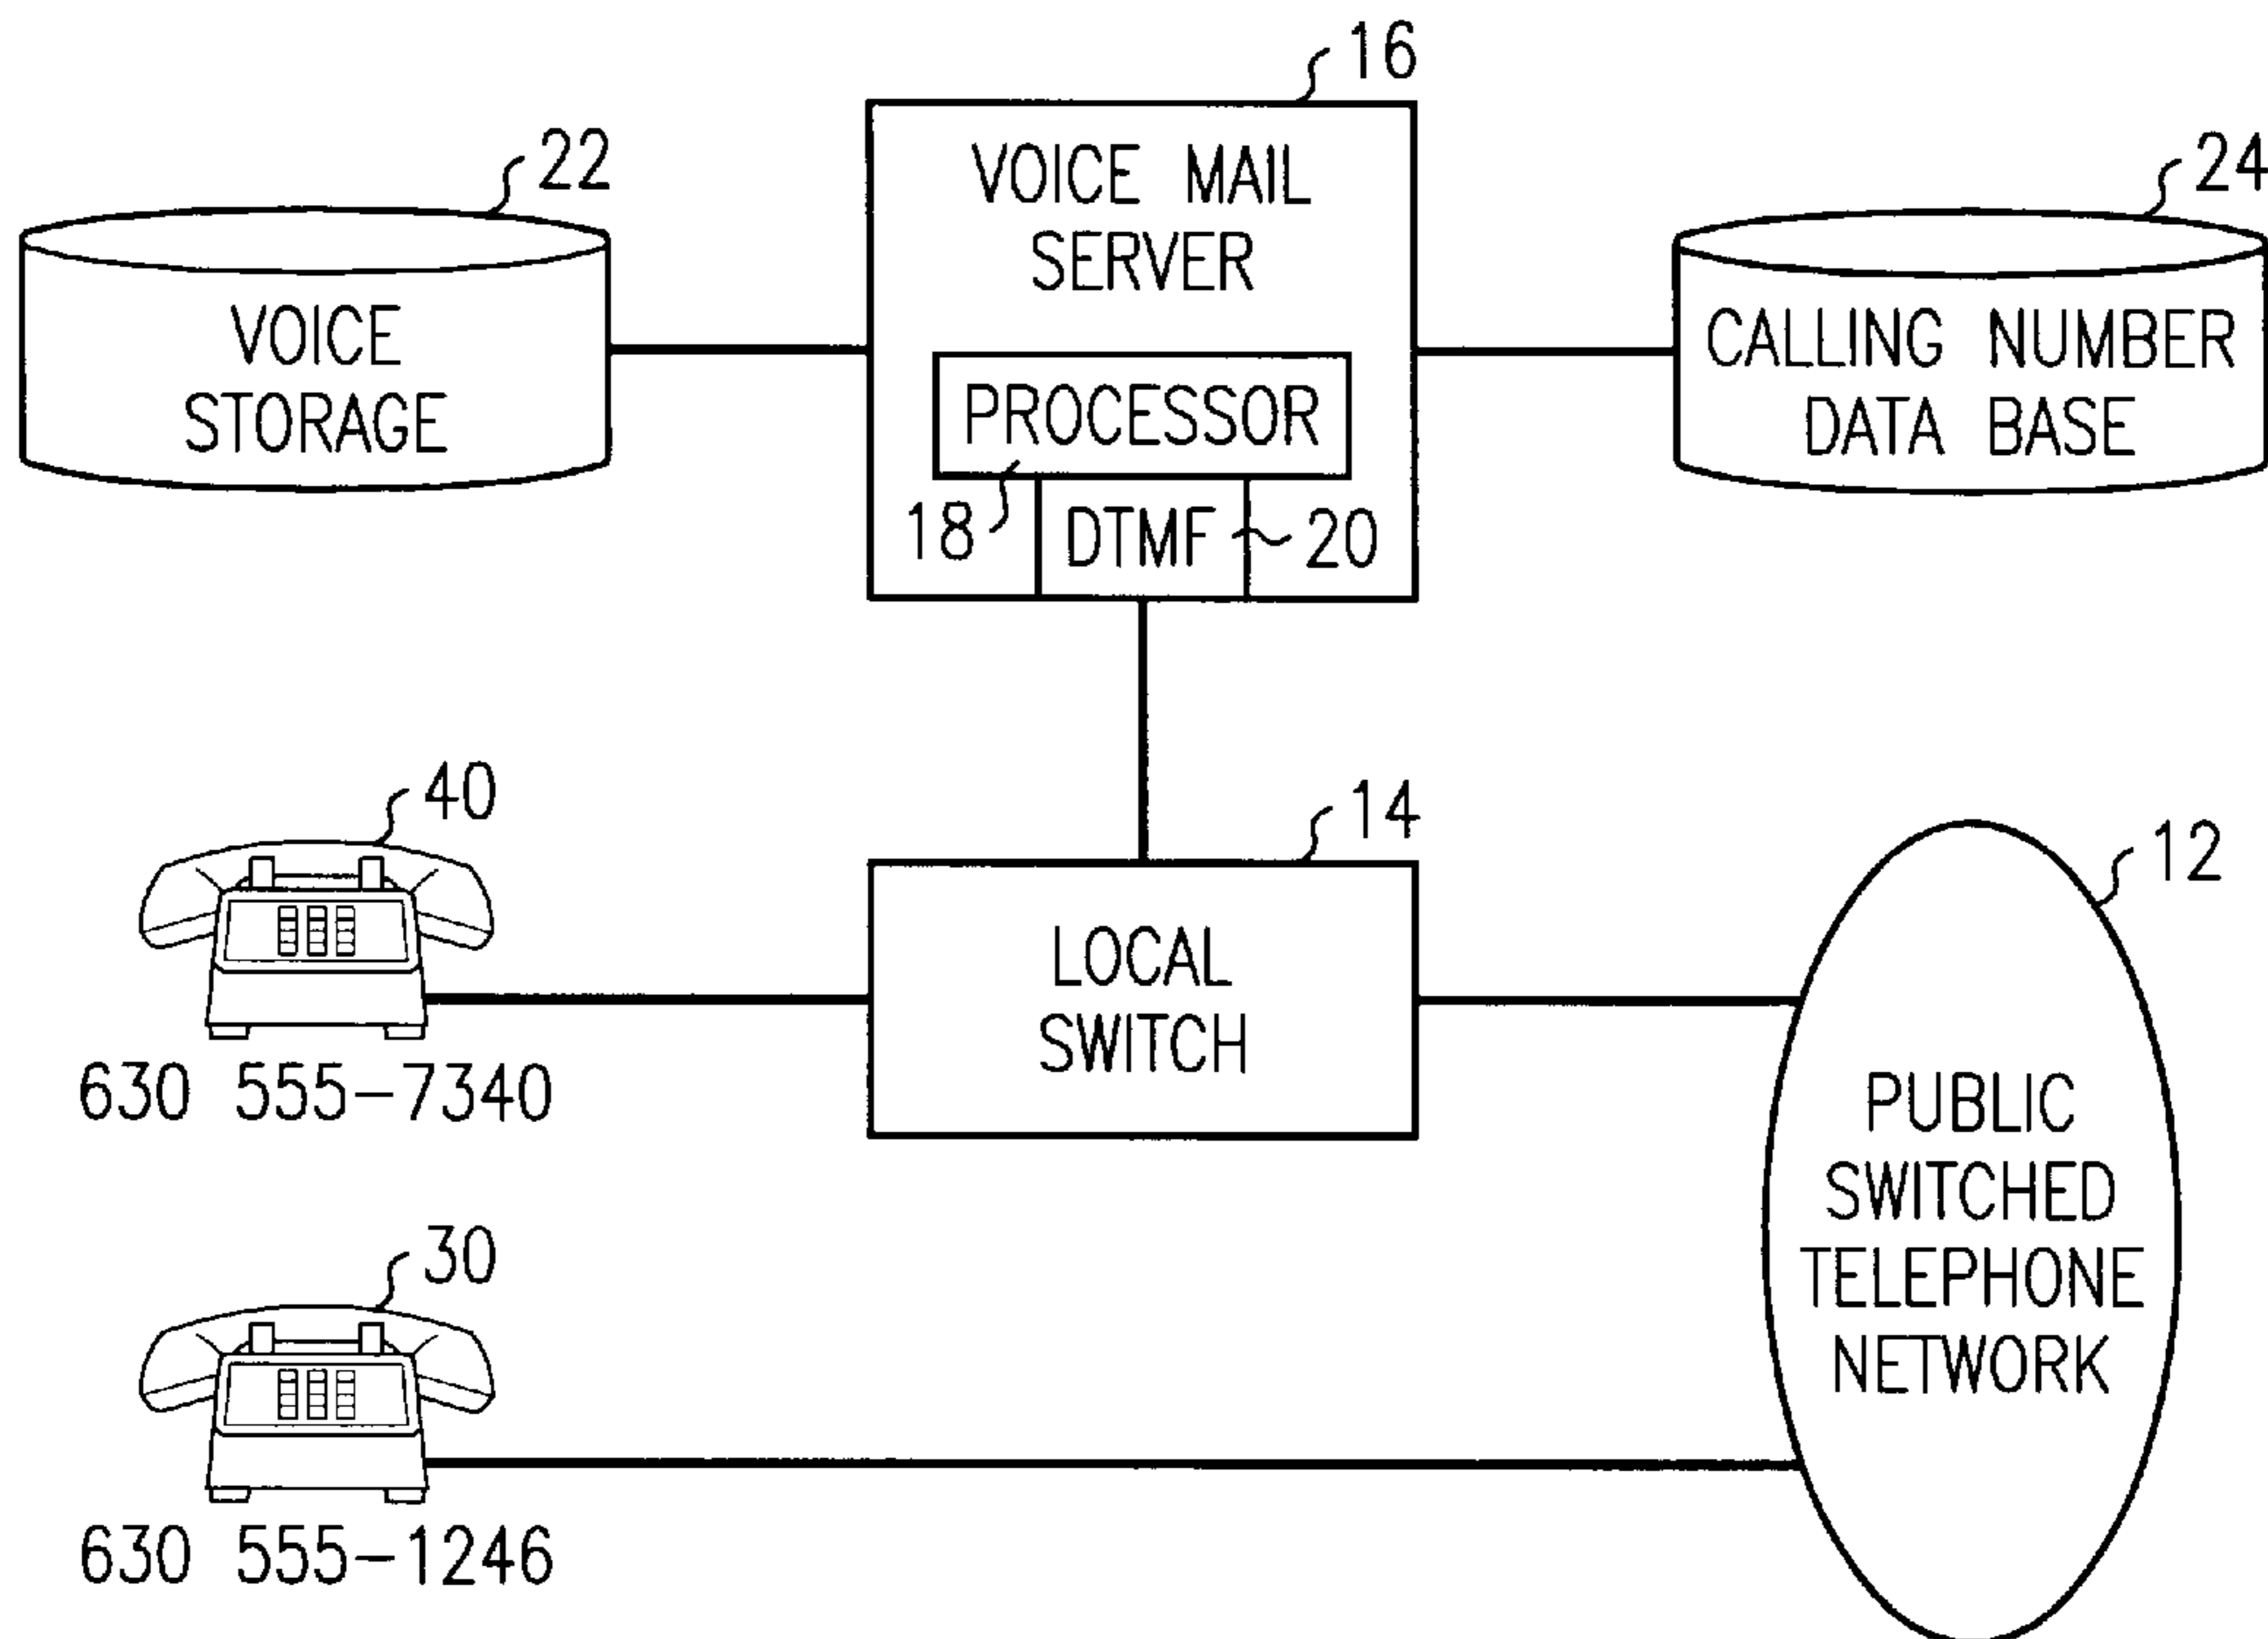 16
22
VOICE MAIL
SERVER
24
VOICE
STORAGE
CALLING NUMBER
DATA BASE
PROCESSOR
18
DTMF
20
40
14
12
LOCAL
SWITCH
630 555-7340
PUBLIC
SWITCHED
TELEPHONE
NETWORK
30
630 555-1246